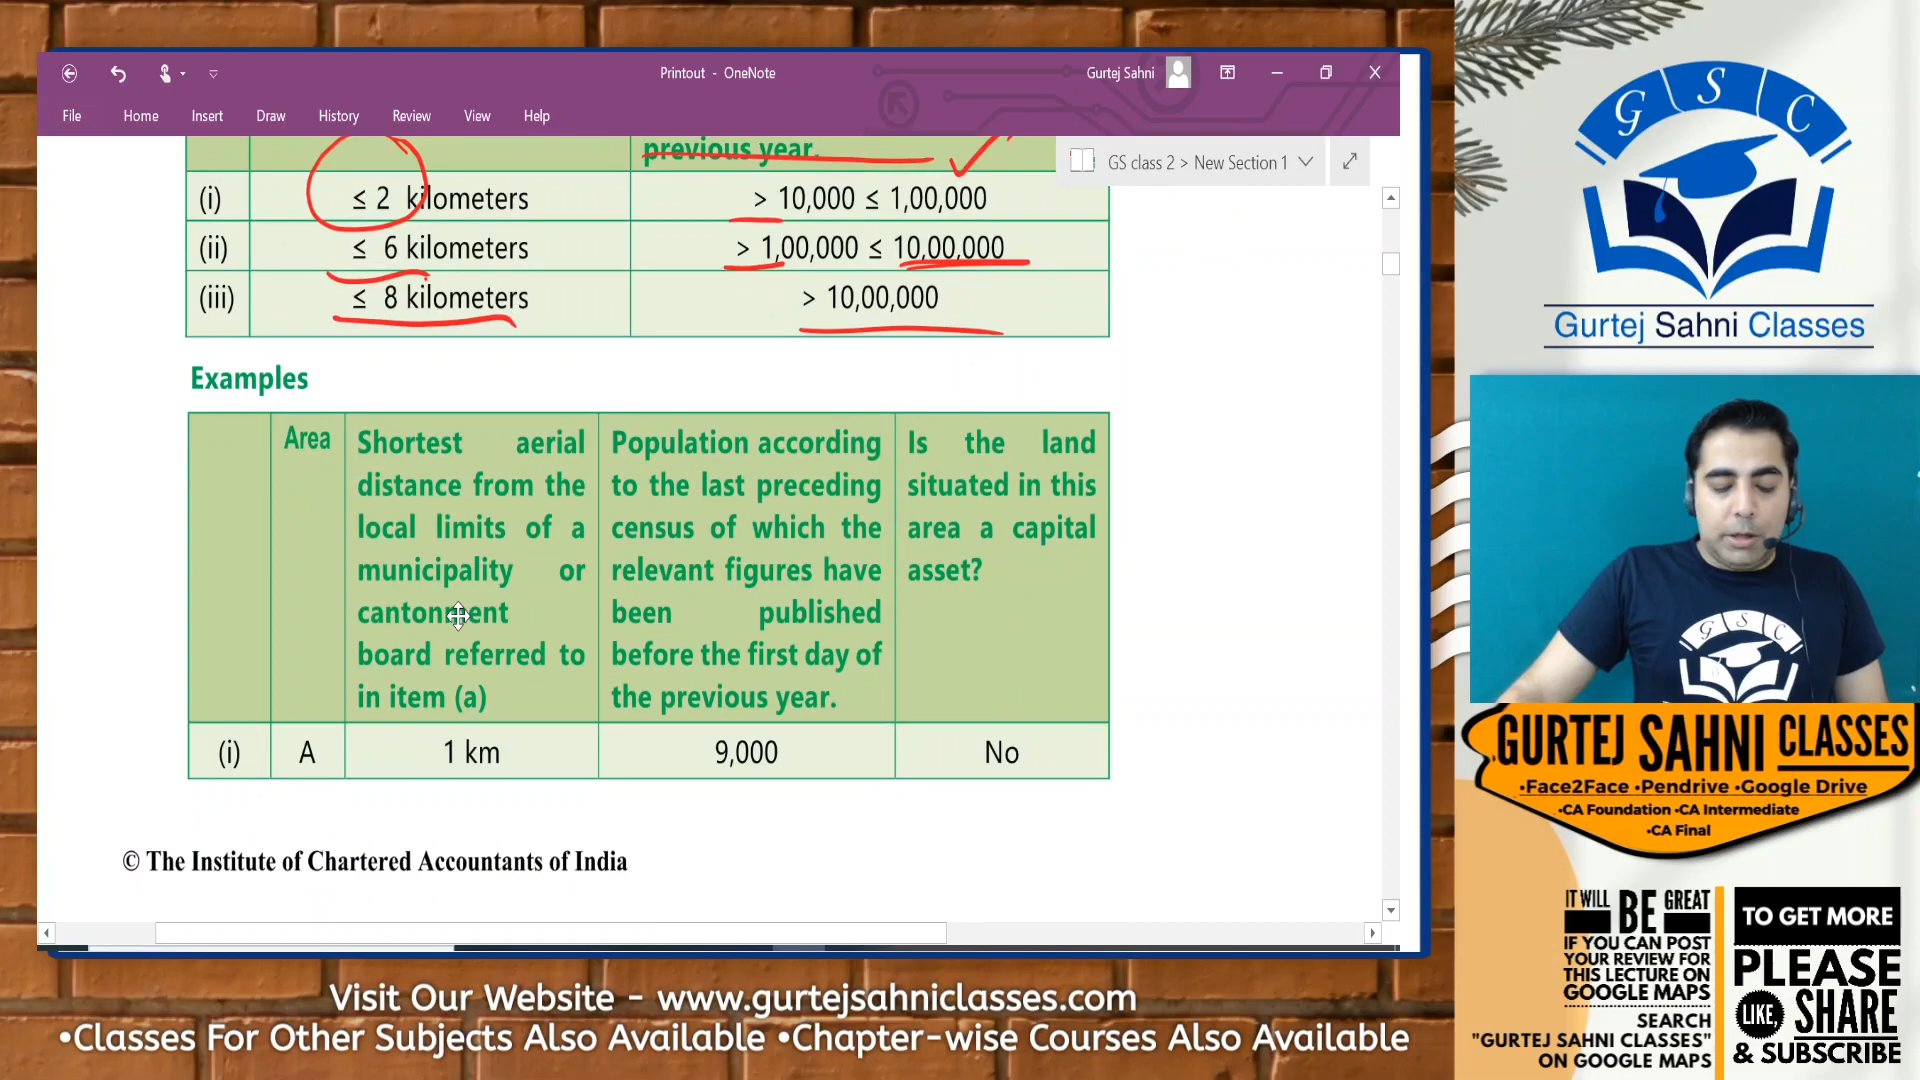 Printout - OneNote
Gurtej Sahni
File Home Insert Draw History Review View Help
GS class 2 > New Section 1
previous year.
(i) ≤ 2 kilometers > 10,000 ≤ 1,00,000
(ii) ≤ 6 kilometers > 1,00,000 ≤ 10,00,000
(iii) ≤ 8 kilometers > 10,00,000
Examples
Area
Shortest aerial
distance from the
local limits of a
municipality or
cantonment
board referred to
in item (a)
Population according
to the last preceding
census of which the
relevant figures have
been published
before the first day of
the previous year.
Is the land
situated in this
area a capital
asset?
(i) A 1 km 9,000 No
© The Institute of Chartered Accountants of India
GSC
Gurtej Sahni Classes
GSC
GURTEJ SAHNI CLASSES
•Face2Face •Pendrive •Google Drive
•CA Foundation •CA Intermediate
•CA Final
IT WILL BE GREAT
IF YOU CAN POST
YOUR REVIEW FOR
THIS LECTURE ON
GOOGLE MAPS
SEARCH
"GURTEJ SAHNI CLASSES"
ON GOOGLE MAPS
TO GET MORE
PLEASE
LIKE, SHARE
& SUBSCRIBE
Visit Our Website - www.gurtejsahniclasses.com
•Classes For Other Subjects Also Available •Chapter-wise Courses Also Available